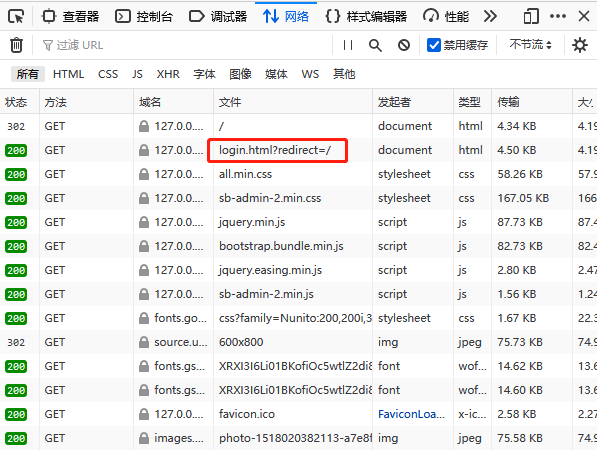 查看器 控制台 调试器 网络 {} 样式编辑器 性能
过滤 URL 禁用缓存 不节流
所有 HTML CSS JS XHR 字体 图像 媒体 WS 其他
状态 方法 域名 文件 发起者 类型 传输 大
302 GET 127.0.0.... / document html 4.34 KB 4.19
200 GET 127.0.0.... login.html?redirect=/ document html 4.50 KB 4.19
200 GET 127.0.0.... all.min.css stylesheet css 58.26 KB 57.9
200 GET 127.0.0.... sb-admin-2.min.css stylesheet css 167.05 KB 166
200 GET 127.0.0.... jquery.min.js script js 87.73 KB 87.4
200 GET 127.0.0.... bootstrap.bundle.min.js script js 82.73 KB 82.4
200 GET 127.0.0.... jquery.easing.min.js script js 2.80 KB 2.47
200 GET 127.0.0.... sb-admin-2.min.js script js 1.56 KB 1.24
200 GET fonts.go... css?family=Nunito:200,200i,3 stylesheet css 1.67 KB 22.3
302 GET source.u... 600x800 img jpeg 75.73 KB 74.9
200 GET fonts.gs... XRXI3I6Li01BKofiOc5wtlZ2di8 font wof... 14.62 KB 13.6
200 GET fonts.gs... XRXI3I6Li01BKofiOc5wtlZ2di8 font wof... 14.60 KB 13.6
200 GET 127.0.0.... favicon.ico FaviconLoa... x-ic... 2.58 KB 2.27
200 GET images.... photo-1518020382113-a7e8f img jpeg 75.58 KB 74.9